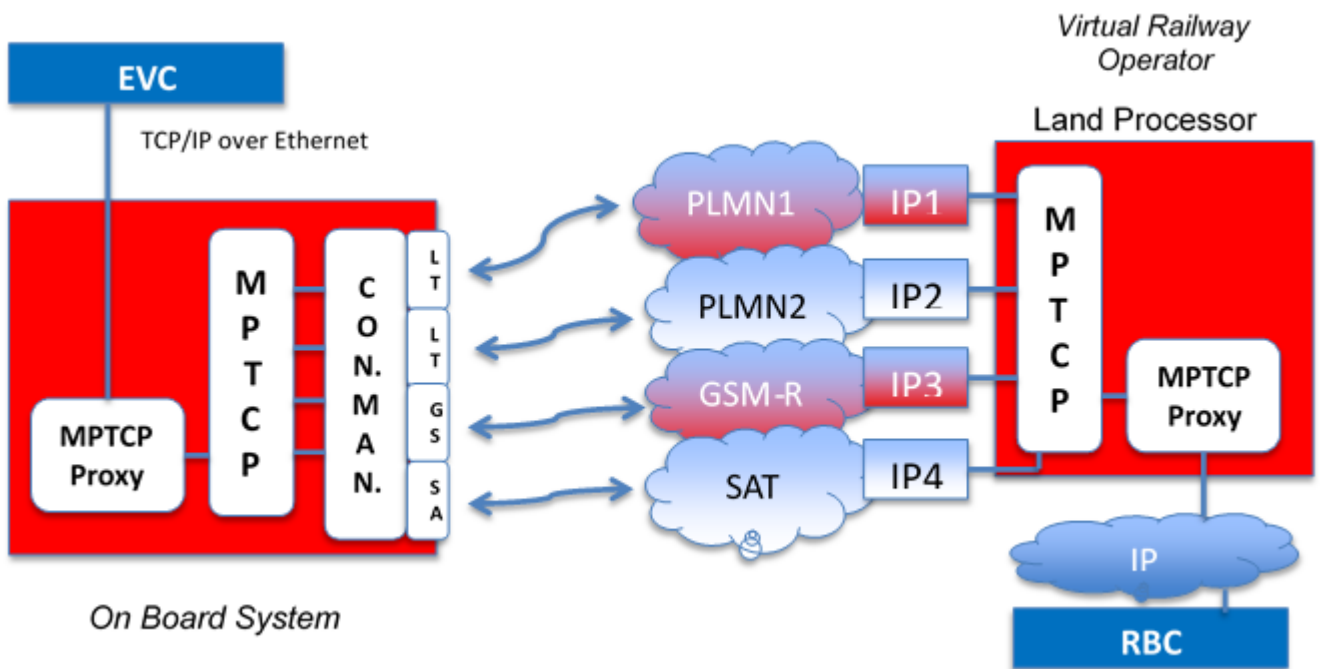 Virtual Railway
Operator
EVC
TCP/IP over Ethernet
Land Processor
PLMN1
IP1
PLMN2
IP2
GSM-R
IP3
SAT
IP4
M
P
T
C
P
C
O
N.
M
A
N.
L
T
L
T
G
S
S
A
MPTCP
Proxy
M
P
T
C
P
MPTCP
Proxy
IP
RBC
On Board System